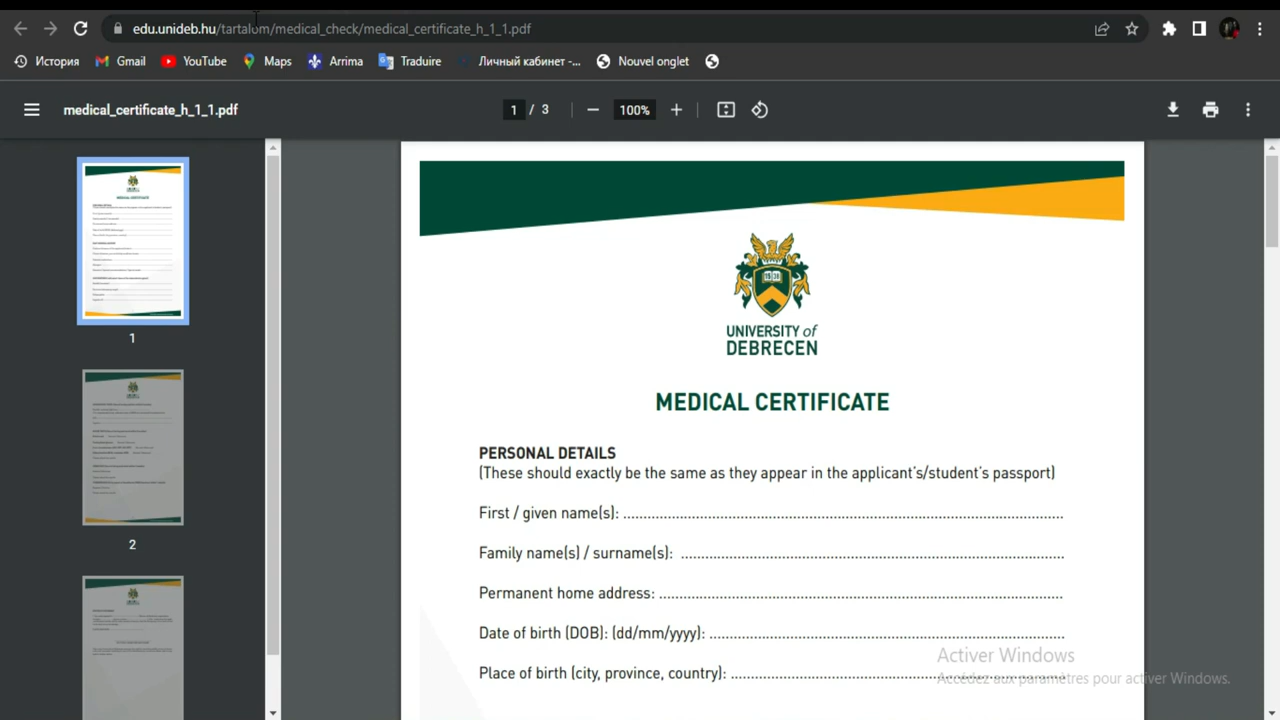 edu.unideb.hu/tartalom/medical_check/medical_certificate_h_1_1.pdf
История Gmail YouTube Maps Arrima Traduire Личный кабинет -... Nouvel onglet
medical_certificate_h_1_1.pdf 1 / 3 100%
1
2
UNIVERSITY of
DEBRECEN
MEDICAL CERTIFICATE
PERSONAL DETAILS
(These should exactly be the same as they appear in the applicant's/student's passport)
First / given name(s): ................................................................
Family name(s) / surname(s): ................................................................
Permanent home address: ................................................................
Date of birth (DOB): (dd/mm/yyyy): ................................................................
Place of birth (city, province, country): ................................................................
Activer Windows
Accédez aux paramètres pour activer Windows.